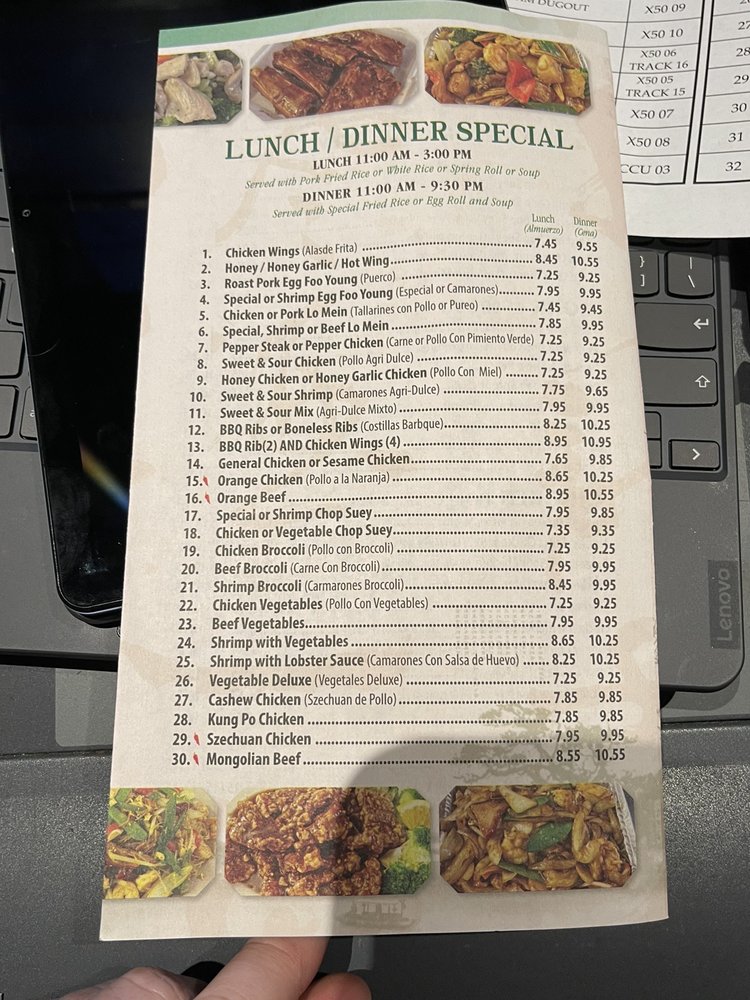 LUNCH / DINNER SPECIAL
LUNCH 11:00 AM - 3:00 PM
Served with Pork Fried Rice or White Rice or Spring Roll or Soup
DINNER 11:00 AM - 9:30 PM
Served with Special Fried Rice or Egg Roll and Soup
Lunch Dinner
(Almuerzo) (Cena)
1. Chicken Wings (Alasde Frita) 7.45 9.55
2. Honey / Honey Garlic / Hot Wing 8.45 10.55
3. Roast Pork Egg Foo Young (Puerco) 7.25 9.25
4. Special or Shrimp Egg Foo Young (Especial or Camarones) 7.95 9.95
5. Chicken or Pork Lo Mein (Tallarines con Pollo or Pureo) 7.45 9.45
6. Special, Shrimp or Beef Lo Mein 7.85 9.95
7. Pepper Steak or Pepper Chicken (Carne or Pollo Con Pimiento Verde) 7.25 9.25
8. Sweet & Sour Chicken (Pollo Agri Dulce) 7.25 9.25
9. Honey Chicken or Honey Garlic Chicken (Pollo Con Miel) 7.25 9.25
10. Sweet & Sour Shrimp (Camarones Agri-Dulce) 7.75 9.65
11. Sweet & Sour Mix (Agri-Dulce Mixto) 7.95 9.95
12. BBQ Ribs or Boneless Ribs (Costillas Barbque) 8.25 10.25
13. BBQ Rib(2) AND Chicken Wings (4) 8.95 10.95
14. General Chicken or Sesame Chicken 7.65 9.85
15. Orange Chicken (Pollo a la Naranja) 8.65 10.25
16. Orange Beef 8.95 10.55
17. Special or Shrimp Chop Suey 7.95 9.85
18. Chicken or Vegetable Chop Suey 7.35 9.35
19. Chicken Broccoli (Pollo con Broccoli) 7.25 9.25
20. Beef Broccoli (Carne Con Broccoli) 7.95 9.95
21. Shrimp Broccoli (Carmarones Broccoli) 8.45 9.95
22. Chicken Vegetables (Pollo Con Vegetables) 7.25 9.25
23. Beef Vegetables 7.95 9.95
24. Shrimp with Vegetables 8.65 10.25
25. Shrimp with Lobster Sauce (Camarones Con Salsa de Huevo) 8.25 10.25
26. Vegetable Deluxe (Vegetales Deluxe) 7.25 9.25
27. Cashew Chicken (Szechuan de Pollo) 7.85 9.85
28. Kung Po Chicken 7.85 9.85
29. Szechuan Chicken 7.95 9.95
30. Mongolian Beef 8.55 10.55
DUGOUT X50 09
X50 10 27
X50 06 28
TRACK 16
X50 05 29
TRACK 15
X50 07 30
X50 08 31
CCU 03 32
Lenovo